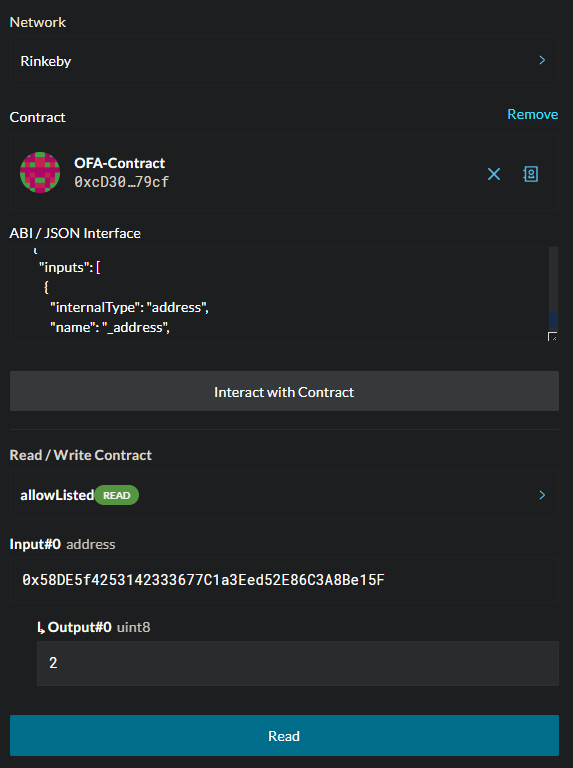 Network
Rinkeby
Contract
Remove
OFA-Contract
0xcD30…79cf
ABI / JSON Interface
{
"inputs": [
{
"internalType": "address",
"name": "_address",
Interact with Contract
Read / Write Contract
allowListed READ
Input#0 address
0x58DE5f4253142333677C1a3Eed52E86C3A8Be15F
↳ Output#0 uint8
2
Read